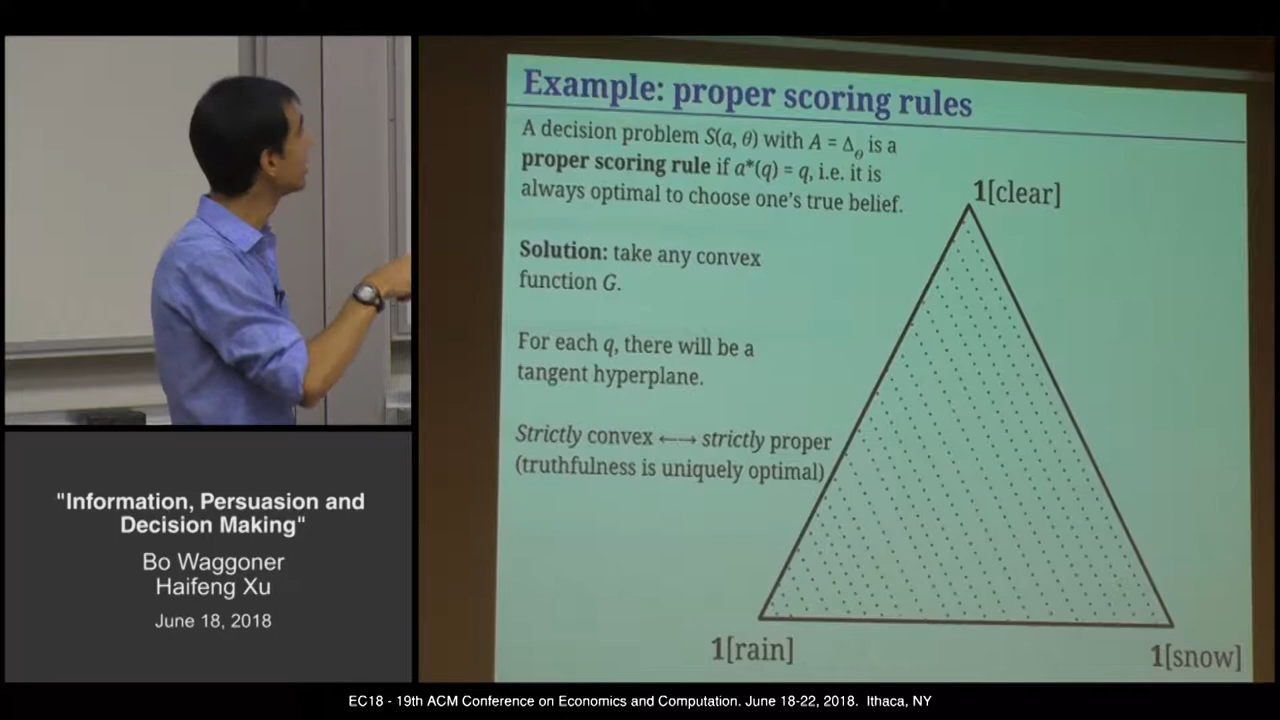 Example: proper scoring rules
A decision problem S(a, θ) with A = Δθ is a
proper scoring rule if a*(q) = q, i.e. it is
always optimal to choose one's true belief.
Solution: take any convex
function G.
For each q, there will be a
tangent hyperplane.
Strictly convex ←→ strictly proper
(truthfulness is uniquely optimal)
1[clear]
1[rain]
1[snow]
"Information, Persuasion and
Decision Making"
Bo Waggoner
Haifeng Xu
June 18, 2018
EC18 - 19th ACM Conference on Economics and Computation. June 18-22, 2018. Ithaca, NY